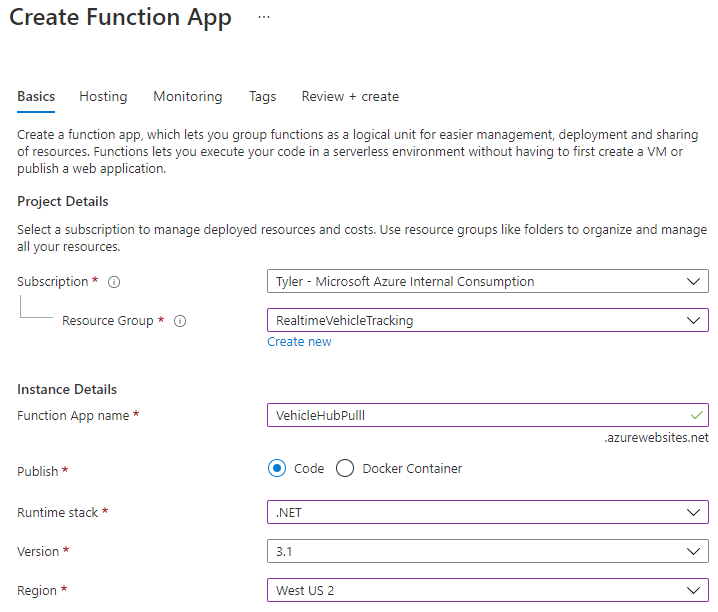 Create Function App ...
Basics Hosting Monitoring Tags Review + create
Create a function app, which lets you group functions as a logical unit for easier management, deployment and sharing
of resources. Functions lets you execute your code in a serverless environment without having to first create a VM or
publish a web application.
Project Details
Select a subscription to manage deployed resources and costs. Use resource groups like folders to organize and manage
all your resources.
Subscription * Tyler - Microsoft Azure Internal Consumption
Resource Group * RealtimeVehicleTracking
Create new
Instance Details
Function App name * VehicleHubPulll
.azurewebsites.net
Publish * Code Docker Container
Runtime stack * .NET
Version * 3.1
Region * West US 2